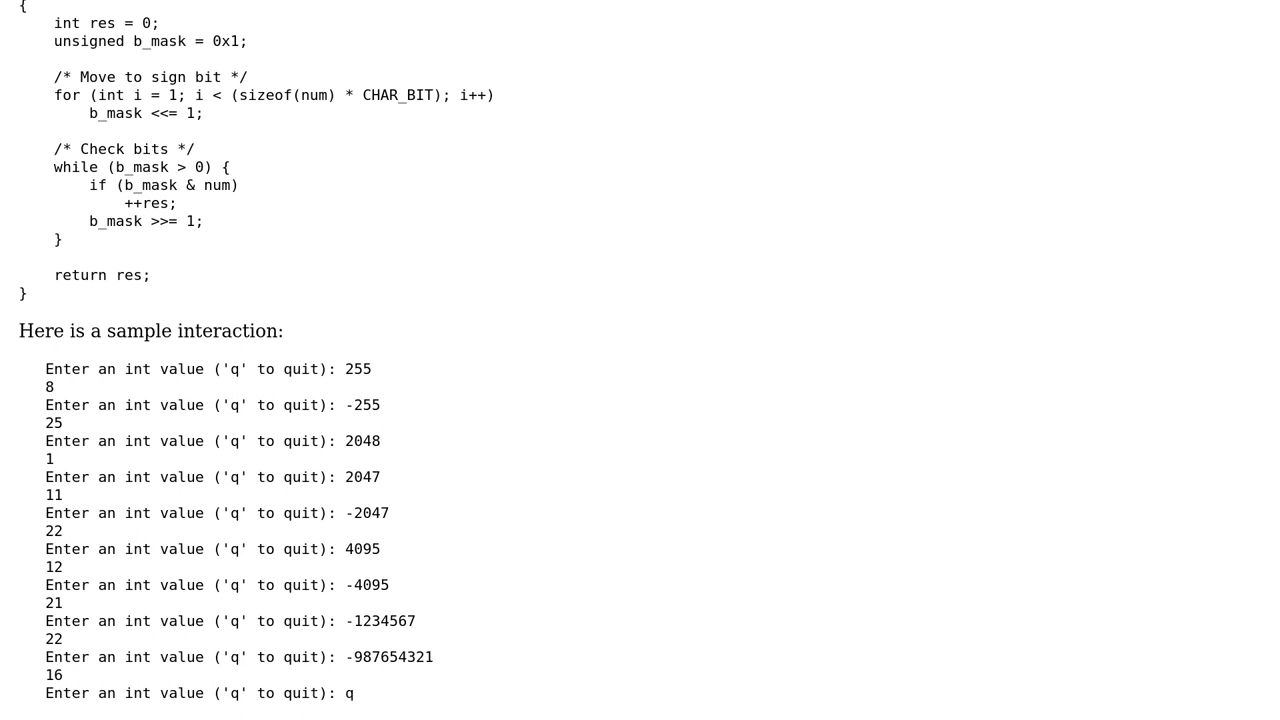 {
    int res = 0;
    unsigned b_mask = 0x1;

    /* Move to sign bit */
    for (int i = 1; i < (sizeof(num) * CHAR_BIT); i++)
        b_mask <<= 1;

    /* Check bits */
    while (b_mask > 0) {
        if (b_mask & num)
            ++res;
        b_mask >>= 1;
    }

    return res;
}
Here is a sample interaction:
Enter an int value ('q' to quit): 255
8
Enter an int value ('q' to quit): -255
25
Enter an int value ('q' to quit): 2048
1
Enter an int value ('q' to quit): 2047
11
Enter an int value ('q' to quit): -2047
22
Enter an int value ('q' to quit): 4095
12
Enter an int value ('q' to quit): -4095
21
Enter an int value ('q' to quit): -1234567
22
Enter an int value ('q' to quit): -987654321
16
Enter an int value ('q' to quit): q